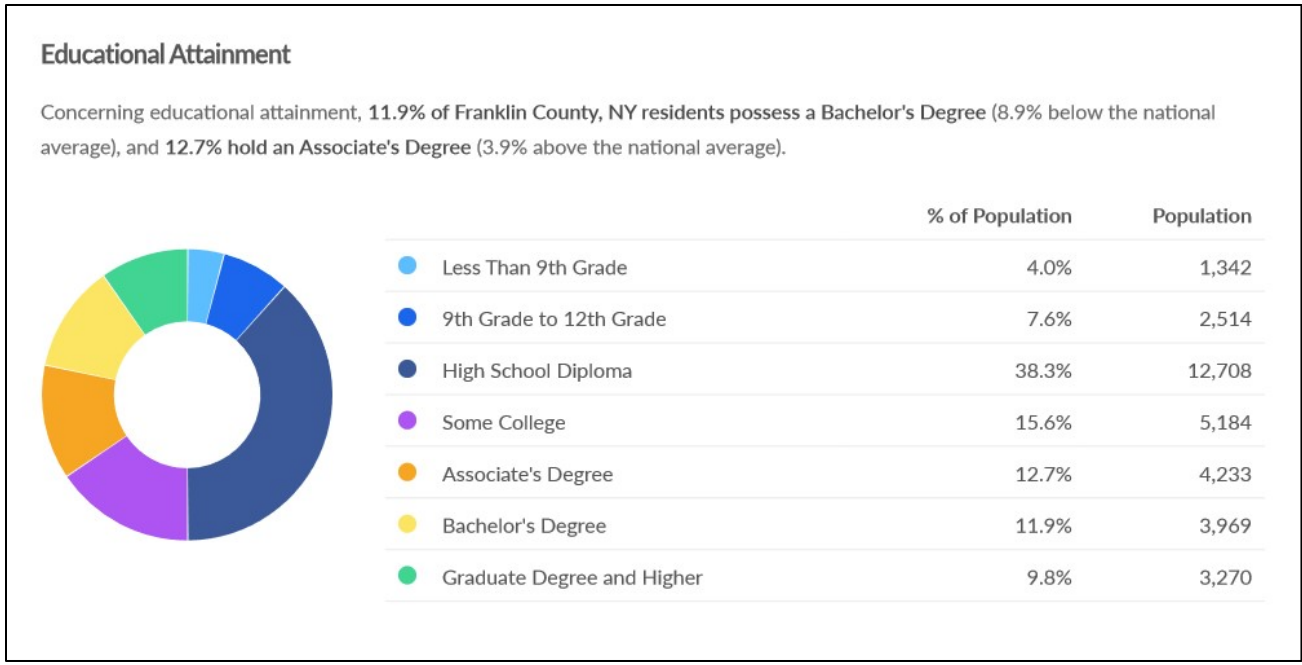 Educational Attainment
Concerning educational attainment, 11.9% of Franklin County, NY residents possess a Bachelor's Degree (8.9% below the national
average), and 12.7% hold an Associate's Degree (3.9% above the national average).
% of Population Population
Less Than 9th Grade 4.0% 1,342
9th Grade to 12th Grade 7.6% 2,514
High School Diploma 38.3% 12,708
Some College 15.6% 5,184
Associate's Degree 12.7% 4,233
Bachelor's Degree 11.9% 3,969
Graduate Degree and Higher 9.8% 3,270